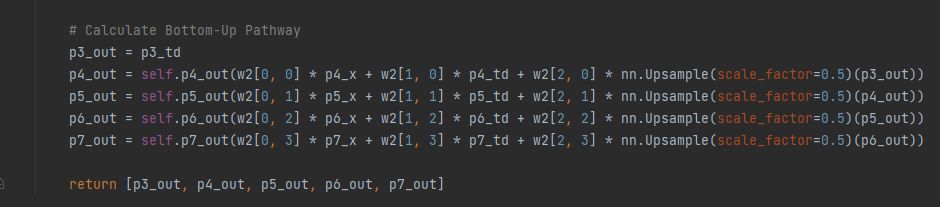 # Calculate Bottom-Up Pathway
p3_out = p3_td
p4_out = self.p4_out(w2[0, 0] * p4_x + w2[1, 0] * p4_td + w2[2, 0] * nn.Upsample(scale_factor=0.5)(p3_out))
p5_out = self.p5_out(w2[0, 1] * p5_x + w2[1, 1] * p5_td + w2[2, 1] * nn.Upsample(scale_factor=0.5)(p4_out))
p6_out = self.p6_out(w2[0, 2] * p6_x + w2[1, 2] * p6_td + w2[2, 2] * nn.Upsample(scale_factor=0.5)(p5_out))
p7_out = self.p7_out(w2[0, 3] * p7_x + w2[1, 3] * p7_td + w2[2, 3] * nn.Upsample(scale_factor=0.5)(p6_out))
return [p3_out, p4_out, p5_out, p6_out, p7_out]